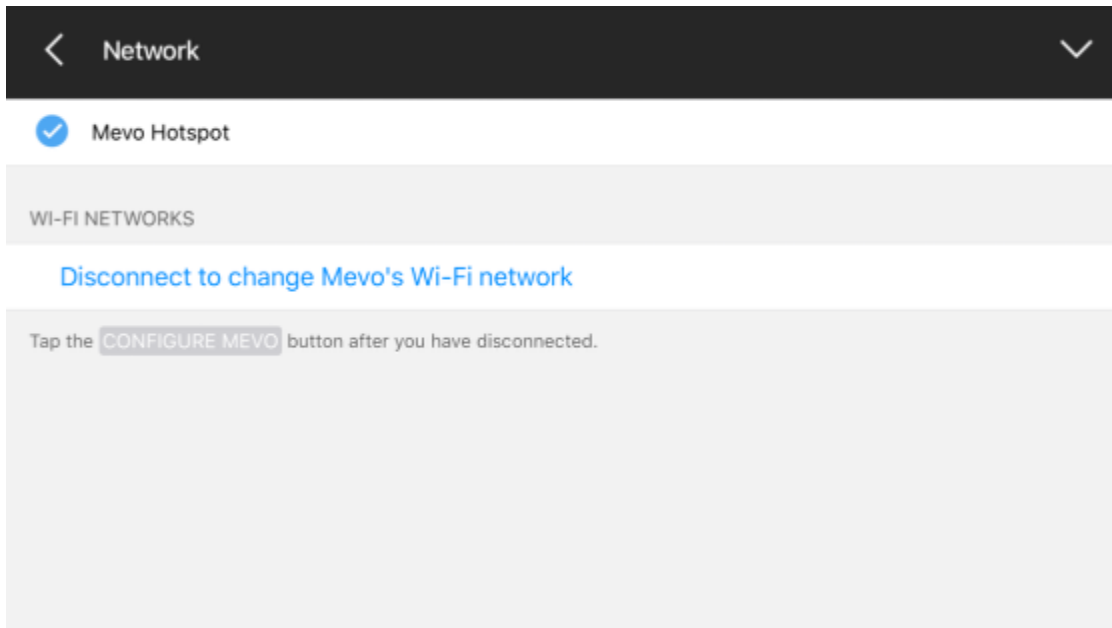 Network
Mevo Hotspot
WI-FI NETWORKS
Disconnect to change Mevo's Wi-Fi network
Tap the CONFIGURE MEVO button after you have disconnected.